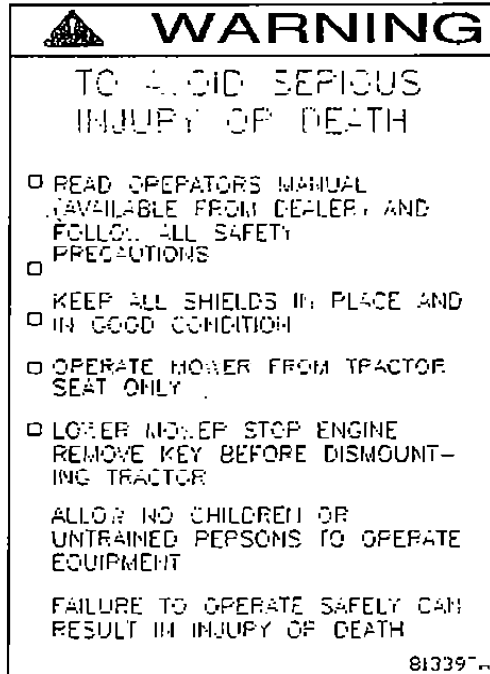 WARNING
TO AVOID SERIOUS
INJURY OR DEATH
READ OPERATORS MANUAL
(AVAILABLE FROM DEALER) AND
FOLLOW ALL SAFETY
PRECAUTIONS
KEEP ALL SHIELDS IN PLACE AND
IN GOOD CONDITION
OPERATE MOWER FROM TRACTOR
SEAT ONLY
LOWER MOWER STOP ENGINE
REMOVE KEY BEFORE DISMOUNT-
ING TRACTOR
ALLOW NO CHILDREN OR
UNTRAINED PERSONS TO OPERATE
EQUIPMENT
FAILURE TO OPERATE SAFELY CAN
RESULT IN INJURY OR DEATH